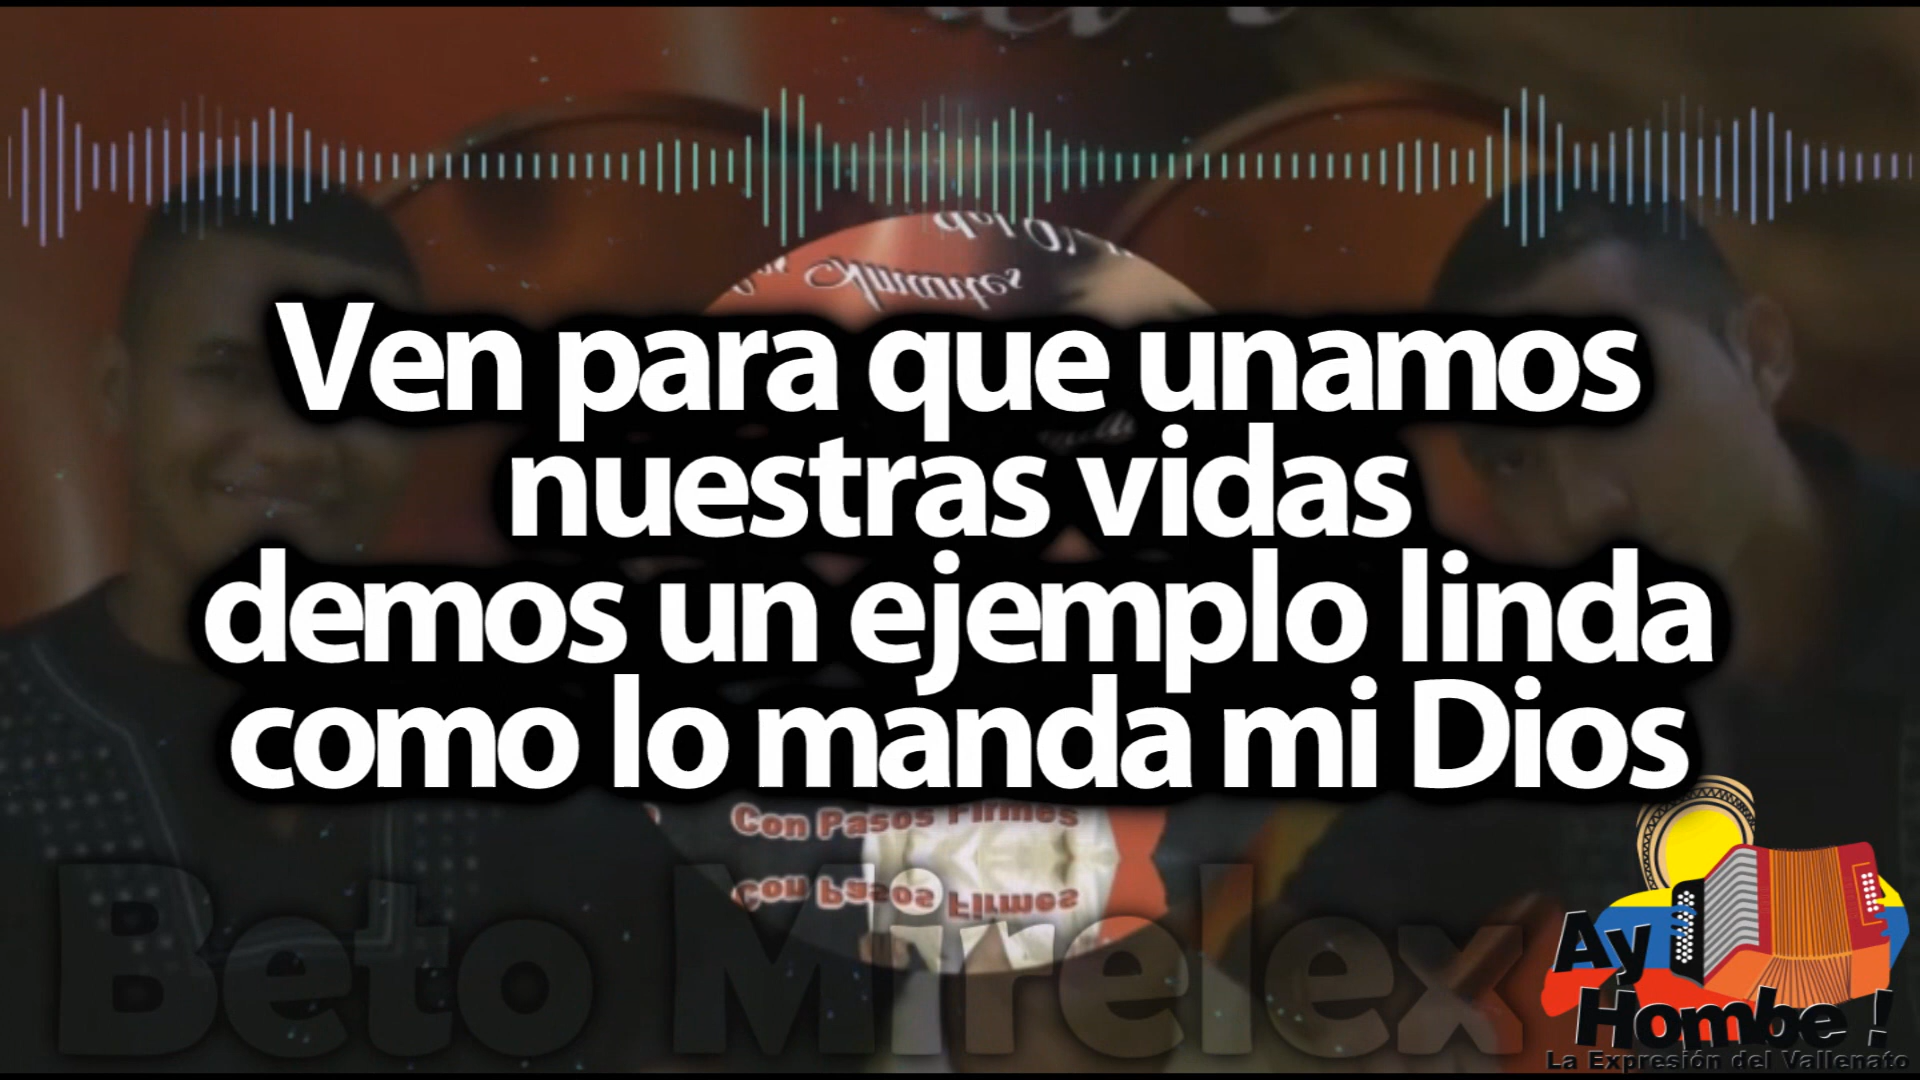 Amantes
Ven para que unamos
nuestras vidas
demos un ejemplo linda
como lo manda mi Dios
Con Pasos Firmes
Con Pasos Firmes
Beto Mirelex
Ay
Hombe !
La Expresión del Vallenato